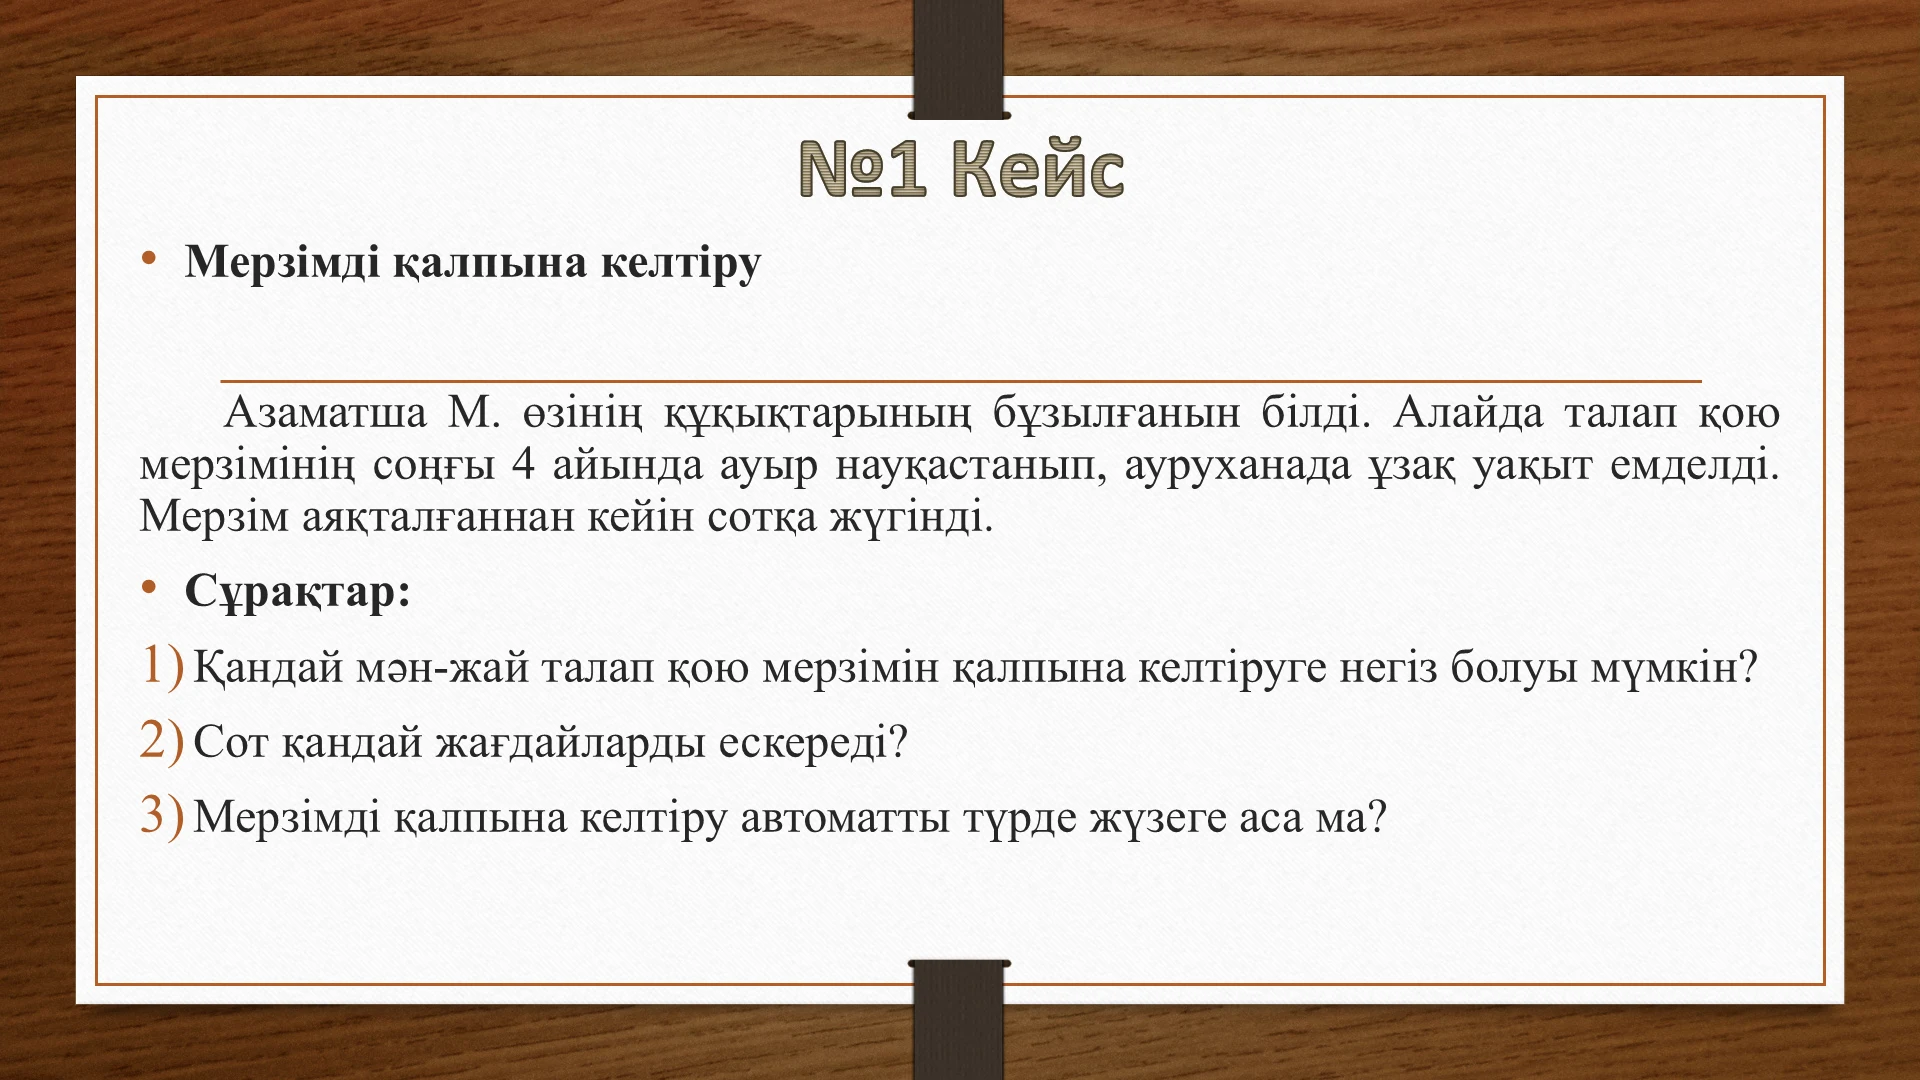 №1 Кейс
• Мерзімді қалпына келтіру
Азаматша М. өзінің құқықтарының бұзылғанын білді. Алайда талап қою
мерзімінің соңғы 4 айында ауыр науқастанып, ауруханада ұзақ уақыт емделді.
Мерзім аяқталғаннан кейін сотқа жүгінді.
• Сұрақтар:
1) Қандай мән-жай талап қою мерзімін қалпына келтіруге негіз болуы мүмкін?
2) Сот қандай жағдайларды ескереді?
3) Мерзімді қалпына келтіру автоматты түрде жүзеге аса ма?